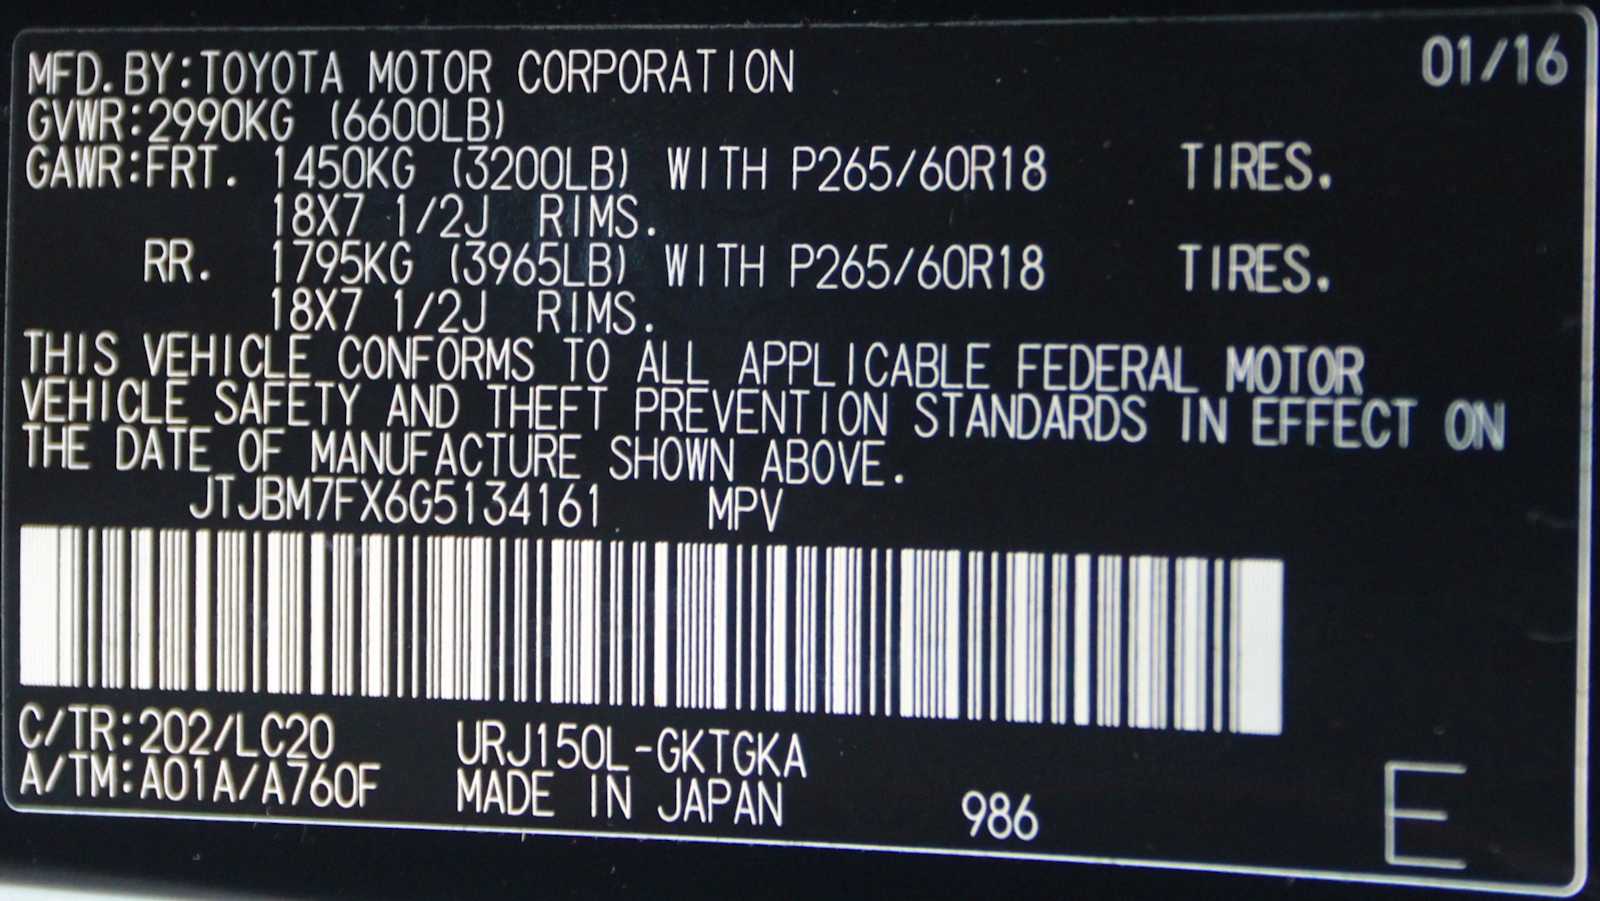 MFD.BY:TOYOTA MOTOR CORPORATION 01/16
GVWR:2990KG (6600LB)
GAWR:FRT. 1450KG (3200LB) WITH P265/60R18 TIRES.
18X7 1/2J RIMS.
RR. 1795KG (3965LB) WITH P265/60R18 TIRES.
18X7 1/2J RIMS.
THIS VEHICLE CONFORMS TO ALL APPLICABLE FEDERAL MOTOR
VEHICLE SAFETY AND THEFT PREVENTION STANDARDS IN EFFECT ON
THE DATE OF MANUFACTURE SHOWN ABOVE.
JTJBM7FX6G5134161 MPV
C/TR:202/LC20 URJ150L-GKTGKA
A/TM:A01A/A760F MADE IN JAPAN 986 E